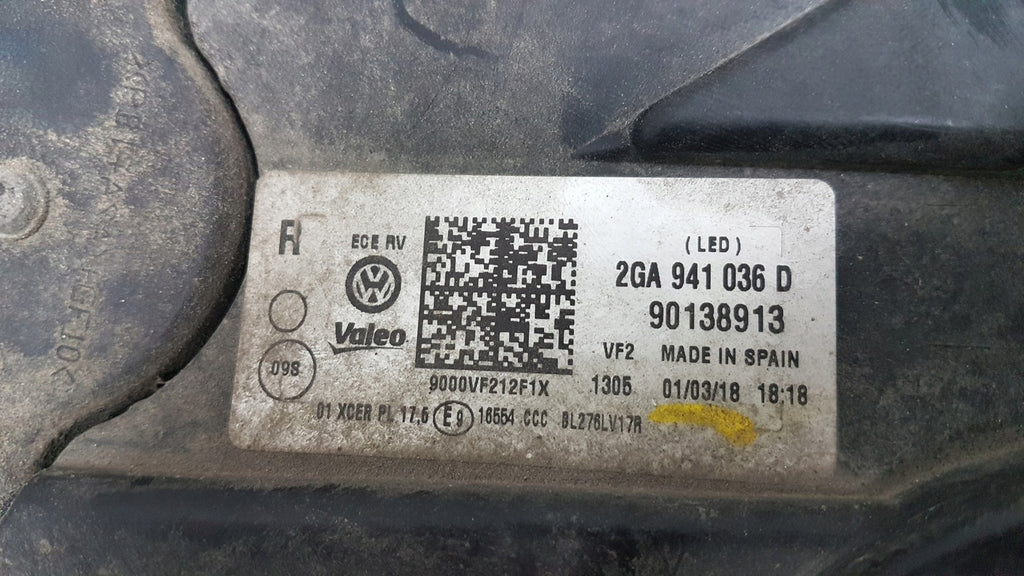 R
ECE RV
Valeo
098
9000VF212F1X
(LED)
2GA 941 036 D
90138913
VF2 MADE IN SPAIN
1305 01/03/18 18:18
01 XCER PL 17,5 E9 16554 CCC 8L276LV17R